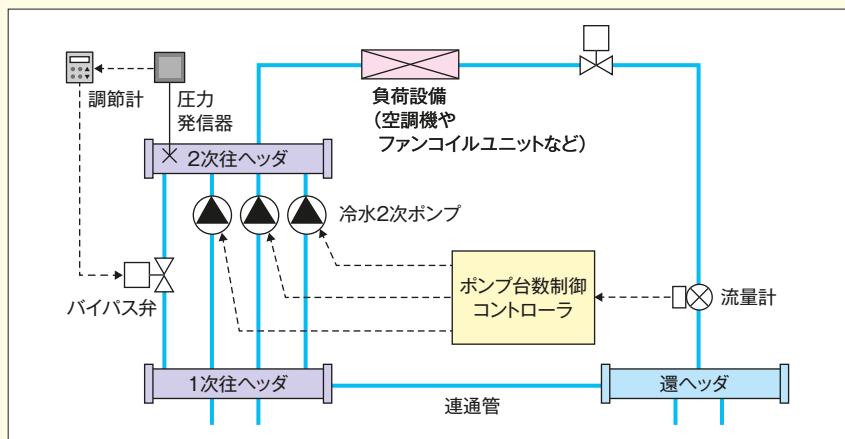 調節計
圧力
発信器
負荷設備
（空調機や
ファンコイルユニットなど）
2次往ヘッダ
冷水2次ポンプ
バイパス弁
ポンプ台数制御
コントローラ
流量計
1次往ヘッダ
連通管
還ヘッダ